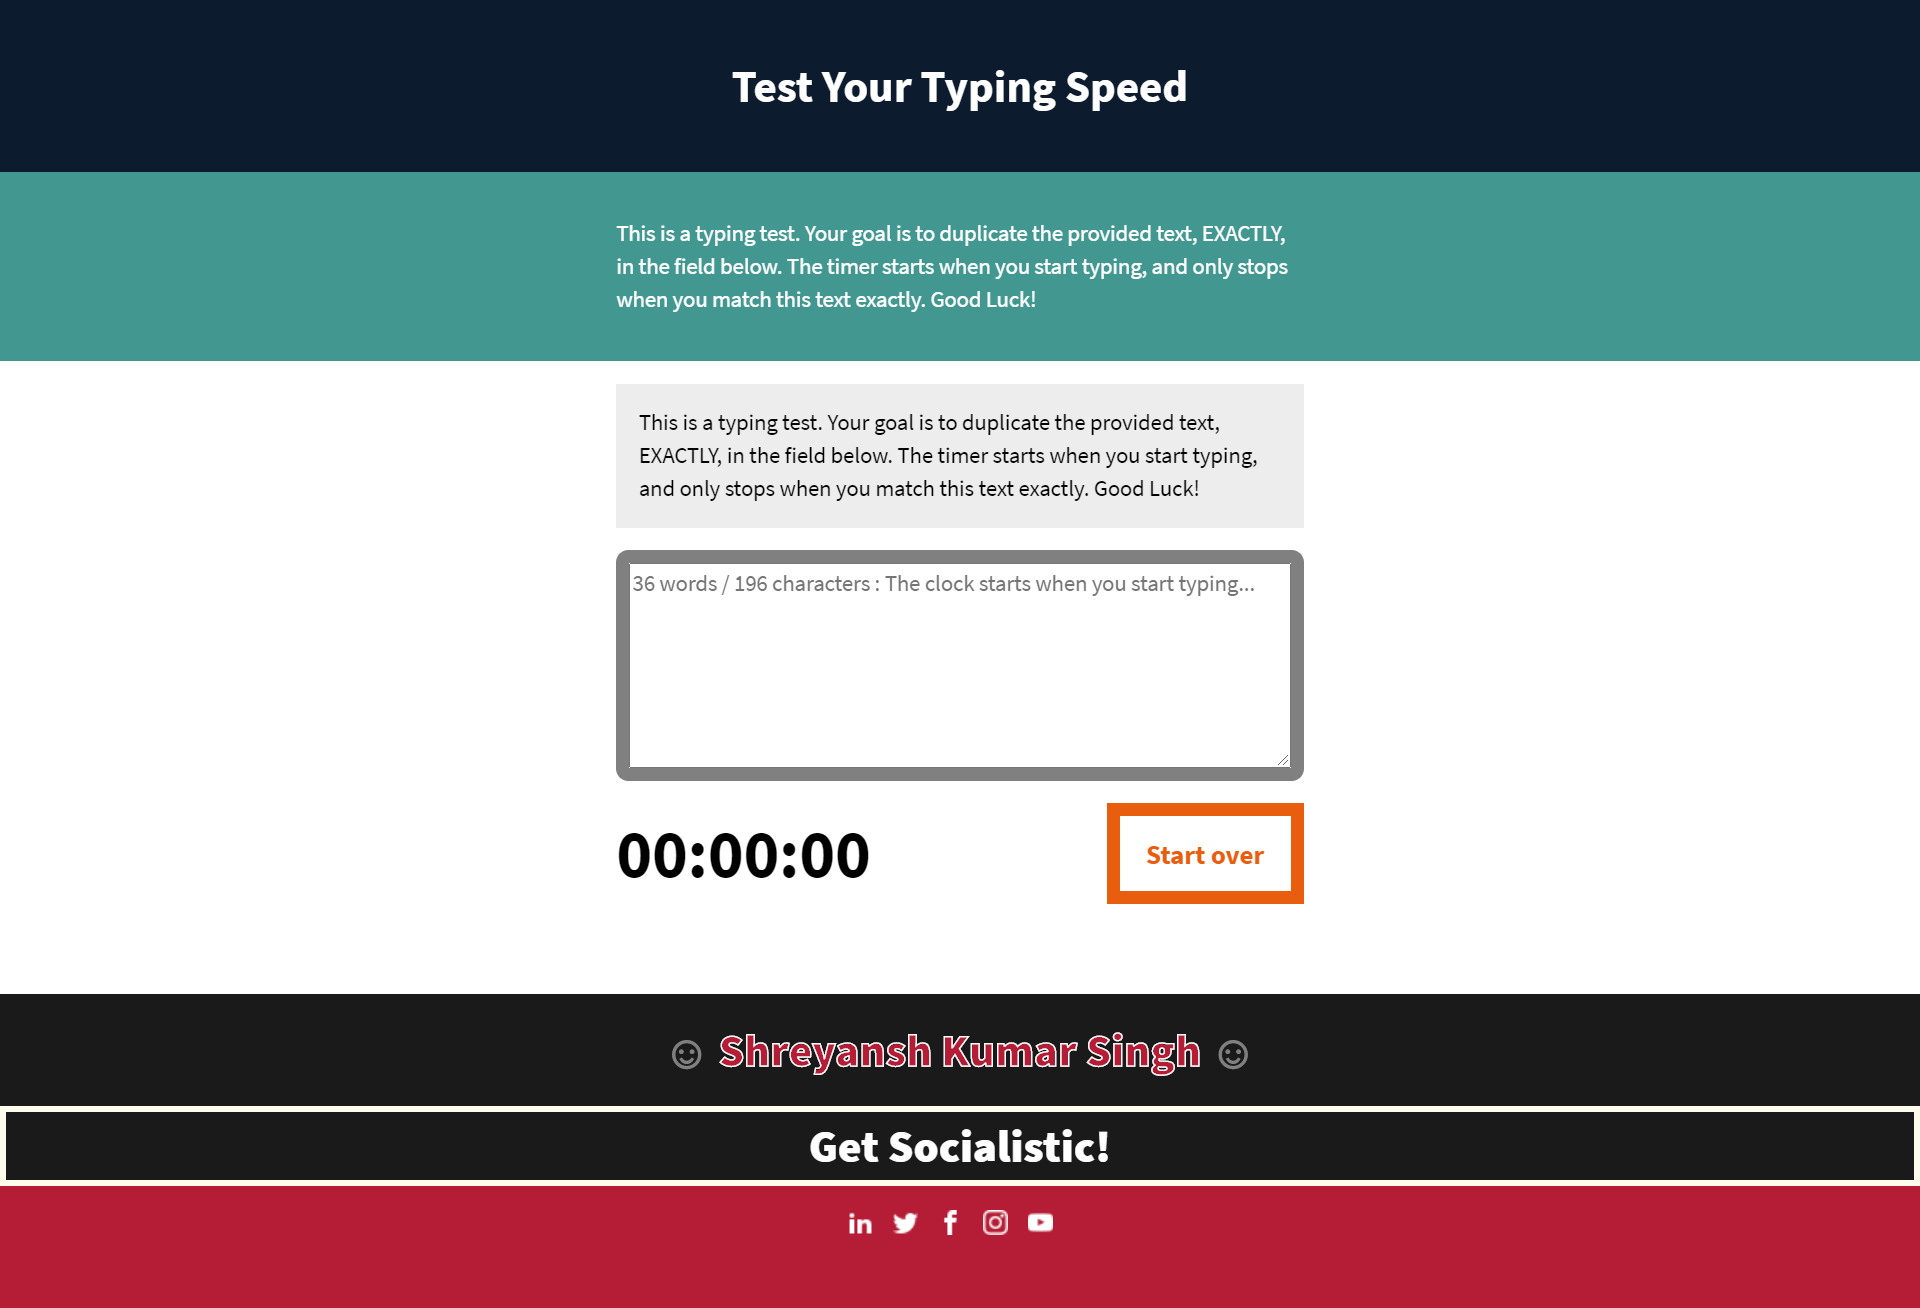 Test Your Typing Speed
This is a typing test. Your goal is to duplicate the provided text, EXACTLY,
in the field below. The timer starts when you start typing, and only stops
when you match this text exactly. Good Luck!
This is a typing test. Your goal is to duplicate the provided text,
EXACTLY, in the field below. The timer starts when you start typing,
and only stops when you match this text exactly. Good Luck!
36 words / 196 characters : The clock starts when you start typing...
00:00:00
Start over
Shreyansh Kumar Singh
Get Socialistic!